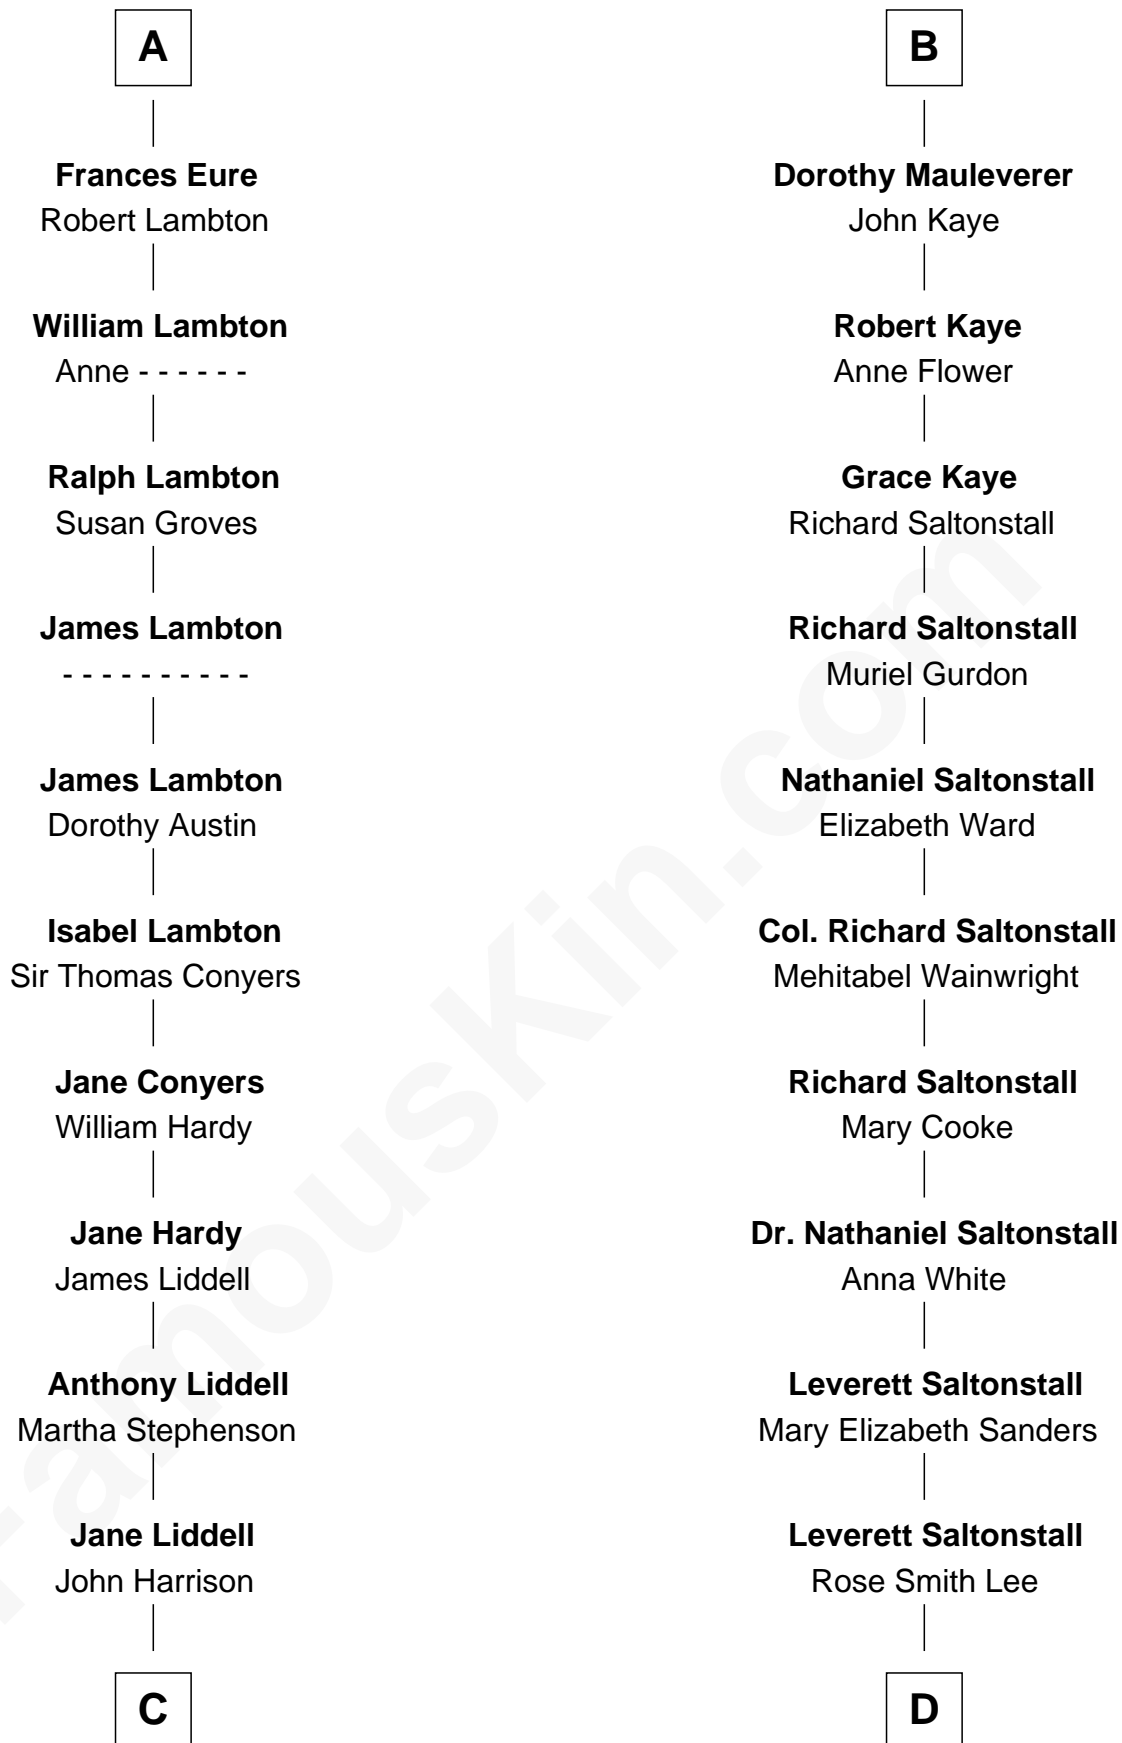 A
Frances Eure
Robert Lambton
William Lambton
Anne - - - - - -
Ralph Lambton
Susan Groves
James Lambton
- - - - - - - - - -
James Lambton
Dorothy Austin
Isabel Lambton
Sir Thomas Conyers
Jane Conyers
William Hardy
Jane Hardy
James Liddell
Anthony Liddell
Martha Stephenson
Jane Liddell
John Harrison
C
B
Dorothy Mauleverer
John Kaye
Robert Kaye
Anne Flower
Grace Kaye
Richard Saltonstall
Richard Saltonstall
Muriel Gurdon
Nathaniel Saltonstall
Elizabeth Ward
Col. Richard Saltonstall
Mehitabel Wainwright
Richard Saltonstall
Mary Cooke
Dr. Nathaniel Saltonstall
Anna White
Leverett Saltonstall
Mary Elizabeth Sanders
Leverett Saltonstall
Rose Smith Lee
D
FamousKin.com